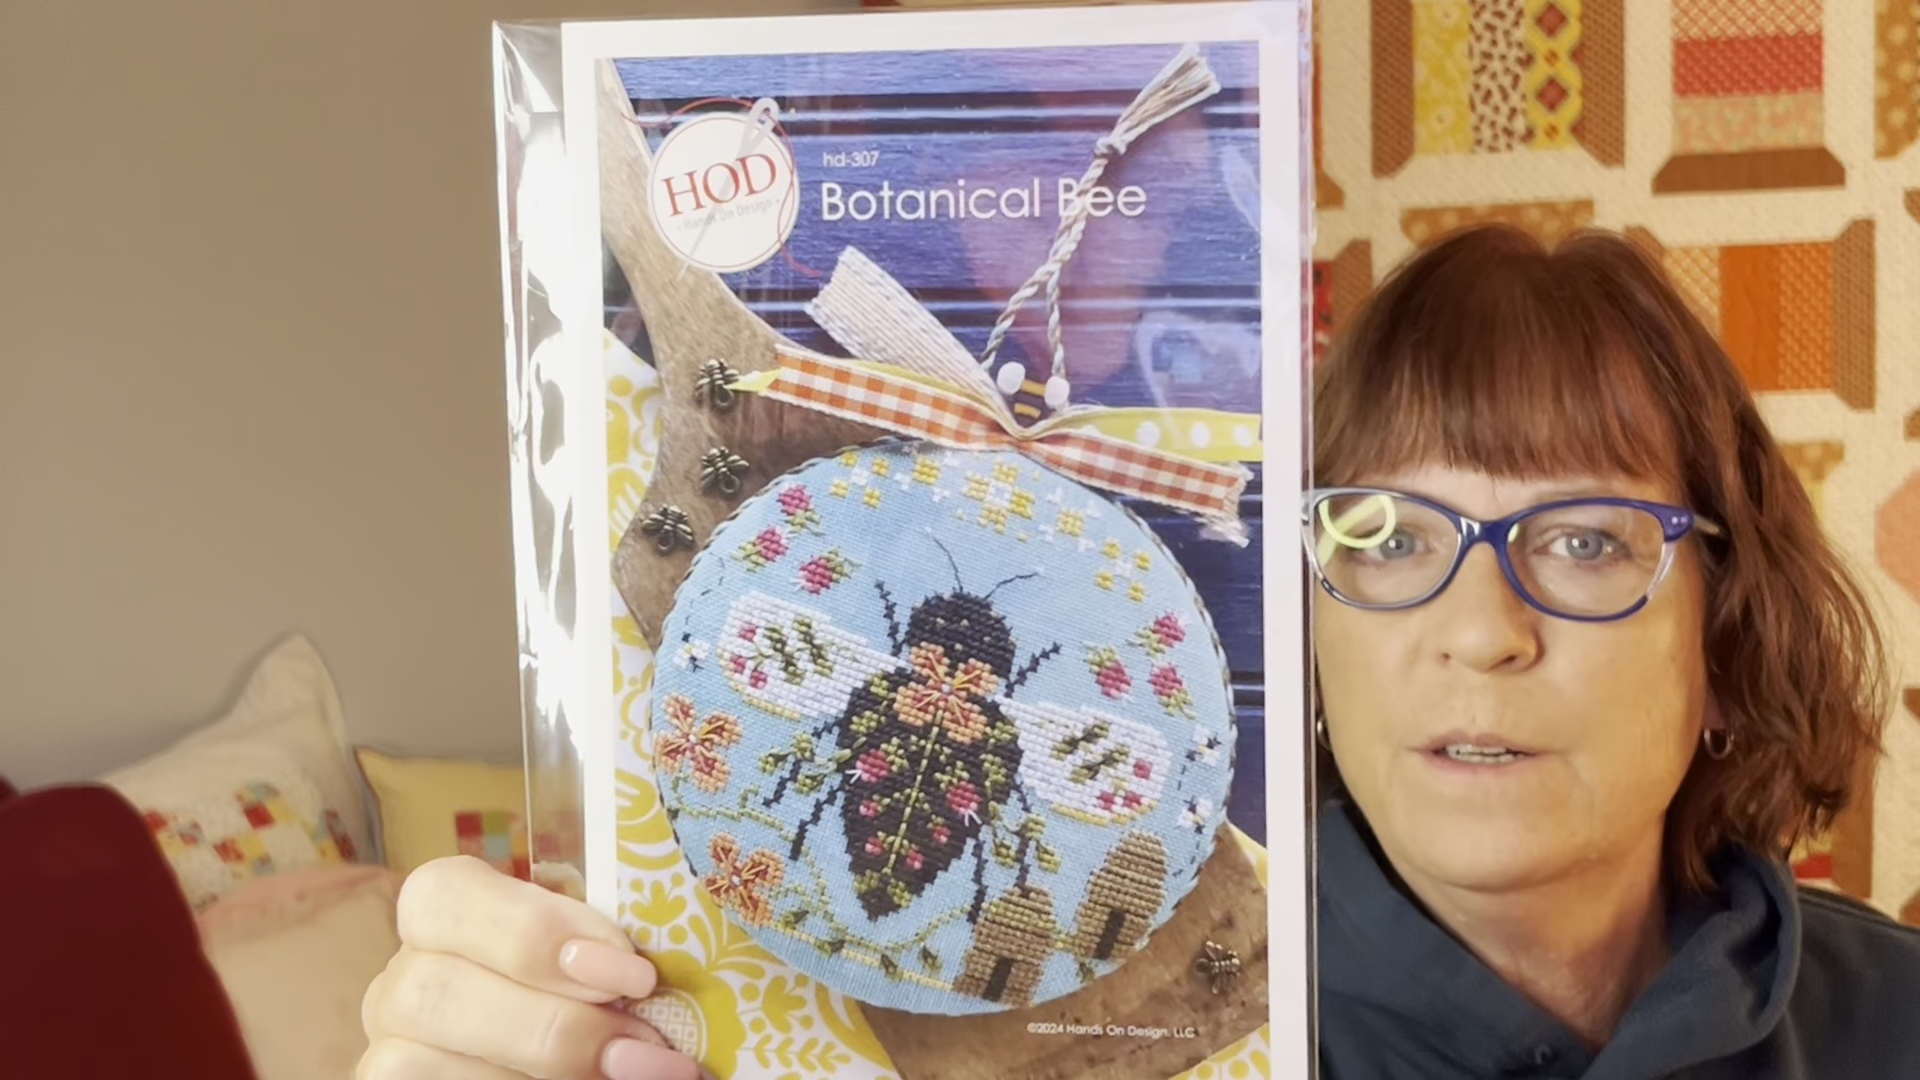 HOD
· Hands On Design ·
hd-307
Botanical Bee
©2024 Hands On Design, LLC